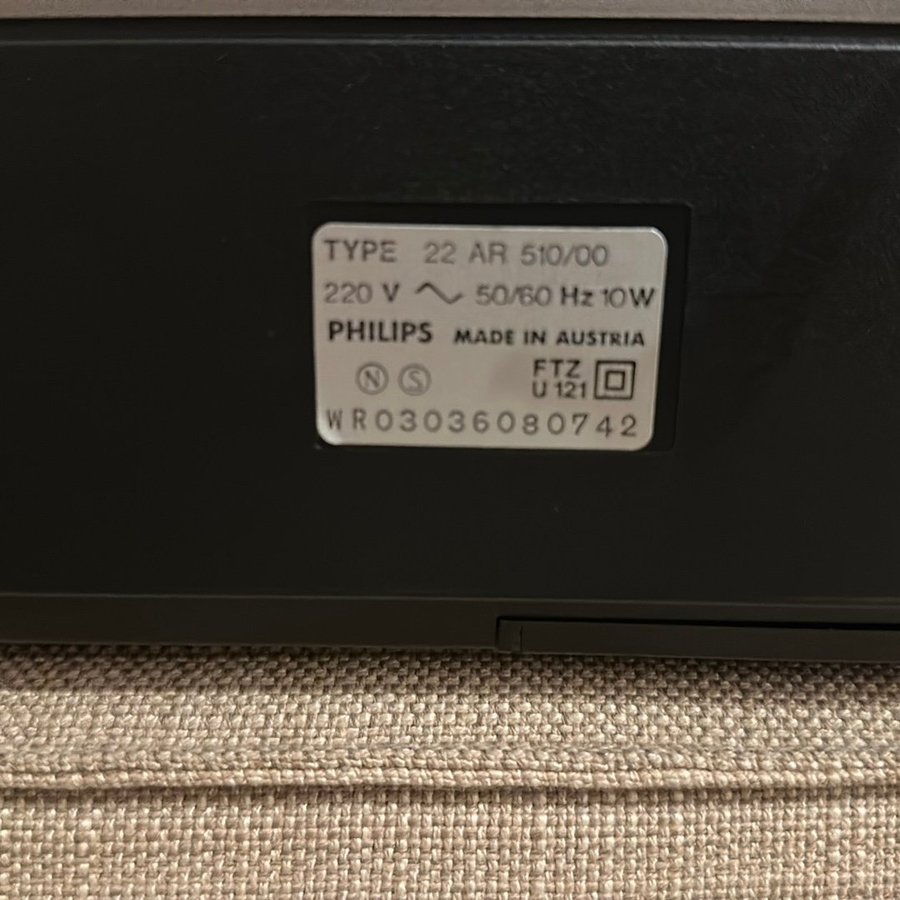 TYPE 22 AR 510/00
220 V ∿ 50/60 Hz 10W
PHILIPS MADE IN AUSTRIA
N S FTZ
U 121
WR03036080742